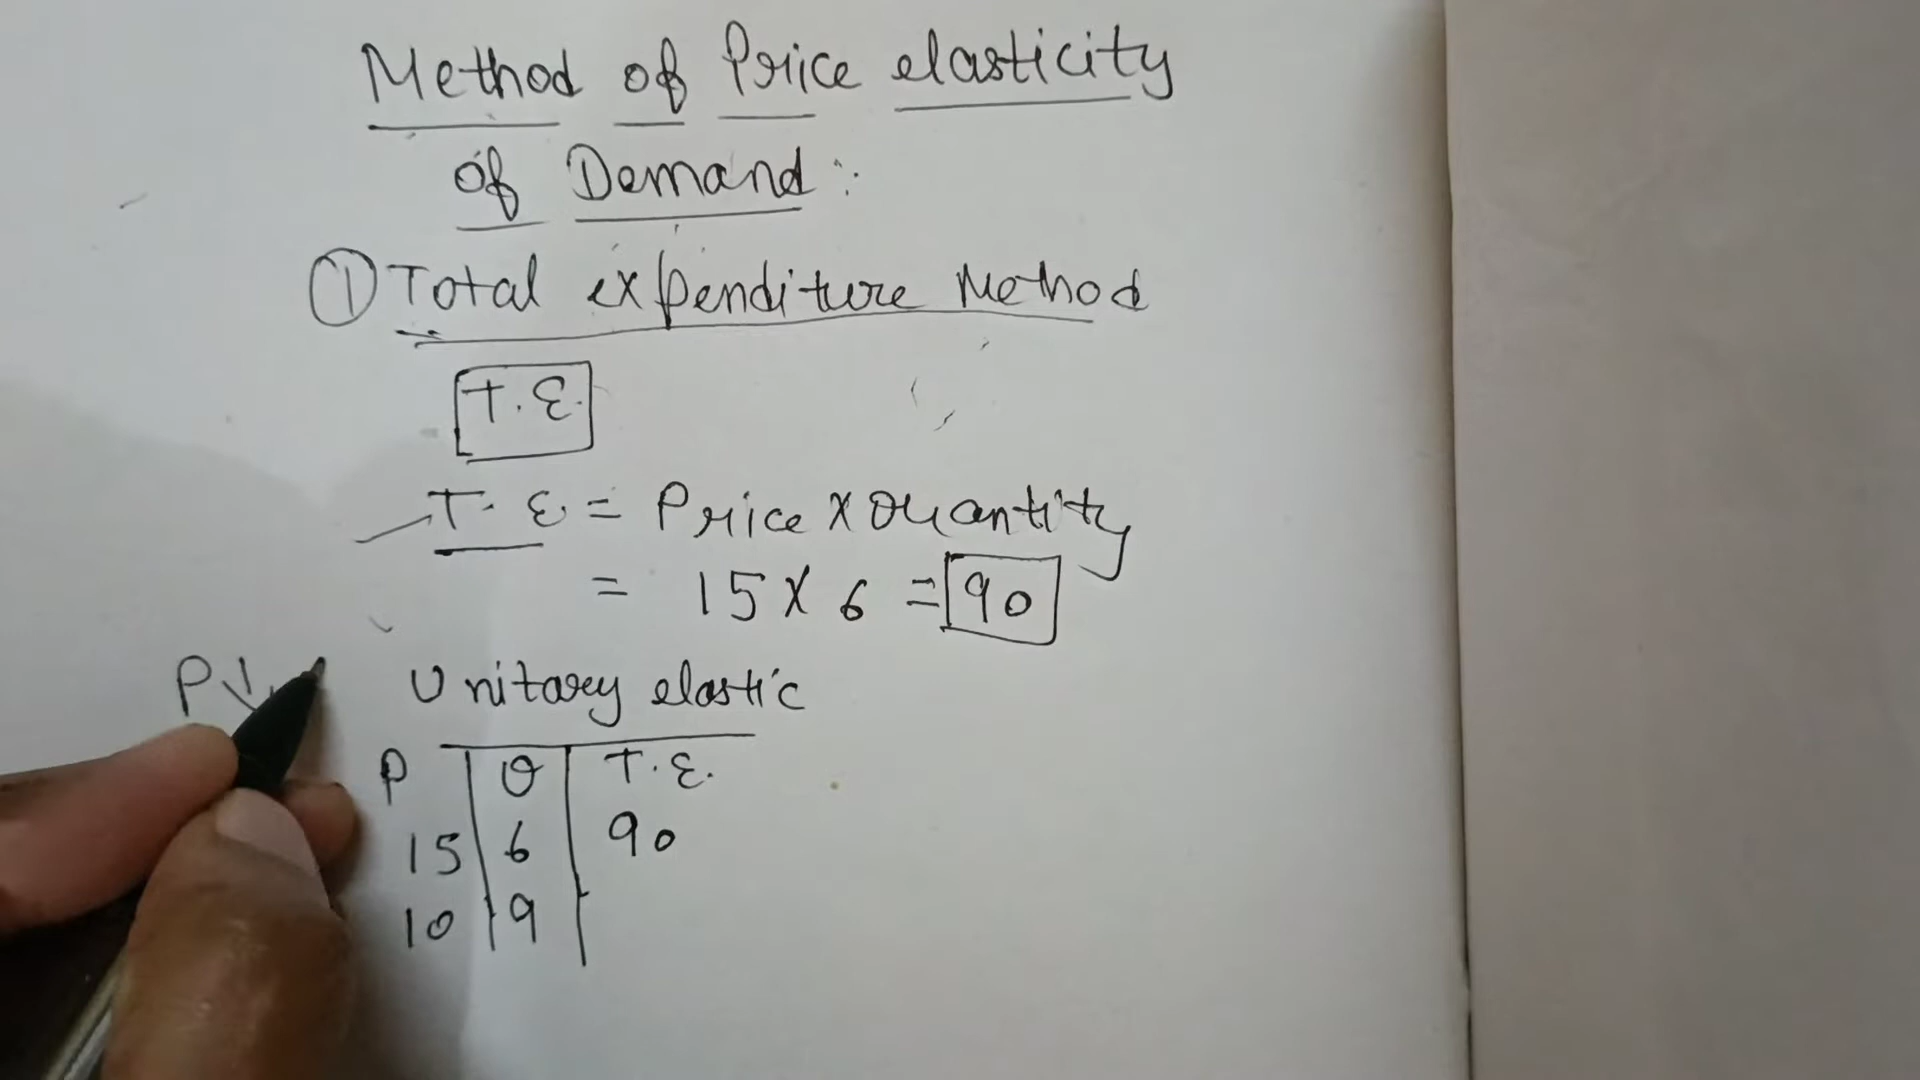 Method of Price elasticity
of Demand :
① Total expenditure Method
T.E.
T. E = Price X Quantity
= 15 X 6 = 90
P↓
Unitary elastic
P Q T.E.
15 6 90
10 9